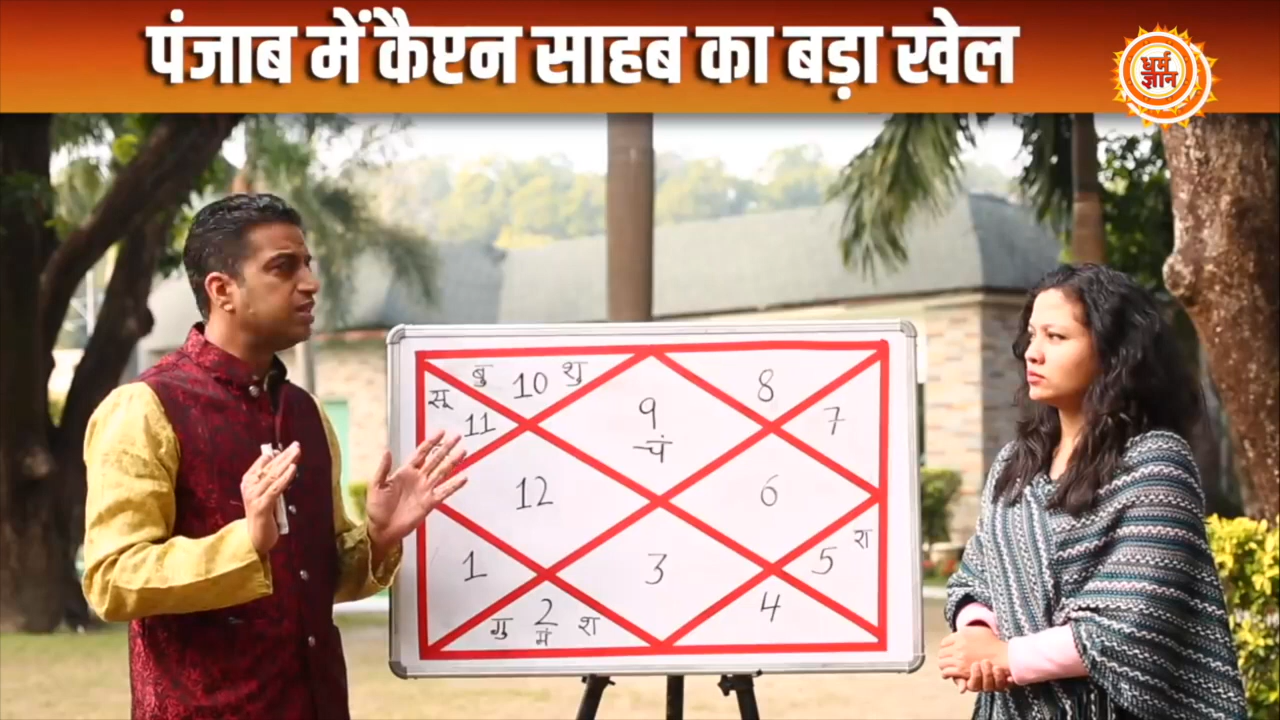 पंजाब में कैप्टन साहब का बड़ा खेल
धर्म
ज्ञान
बु 10 शु
सू
11
9
चं
8
7
12
6
1
3
5 रा
गु 2 श
मं
4